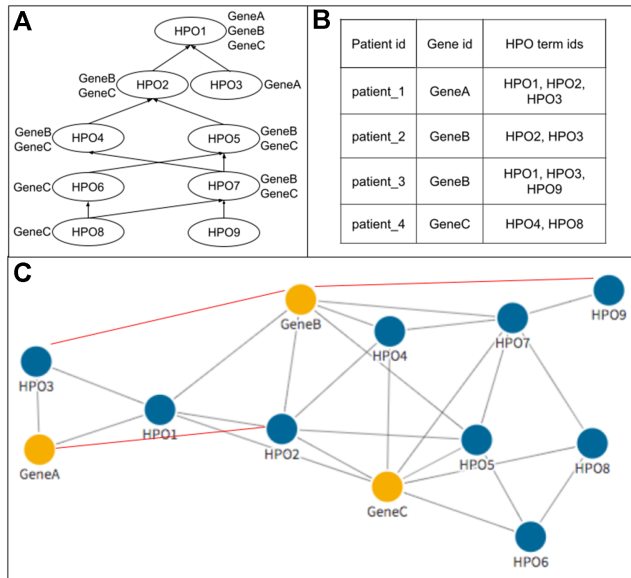 A
HPO1
GeneA
GeneB
GeneC
GeneB
GeneC
HPO2
HPO3
GeneA
GeneB
GeneC
HPO4
HPO5
GeneB
GeneC
GeneC
HPO6
HPO7
GeneB
GeneC
GeneC
HPO8
HPO9
B
Patient id Gene id HPO term ids
patient_1 GeneA HPO1, HPO2,
HPO3
patient_2 GeneB HPO2, HPO3
patient_3 GeneB HPO1, HPO3,
HPO9
patient_4 GeneC HPO4, HPO8
C
GeneB
HPO9
HPO4
HPO7
HPO3
HPO1
HPO2
GeneA
HPO5
HPO8
GeneC
HPO6